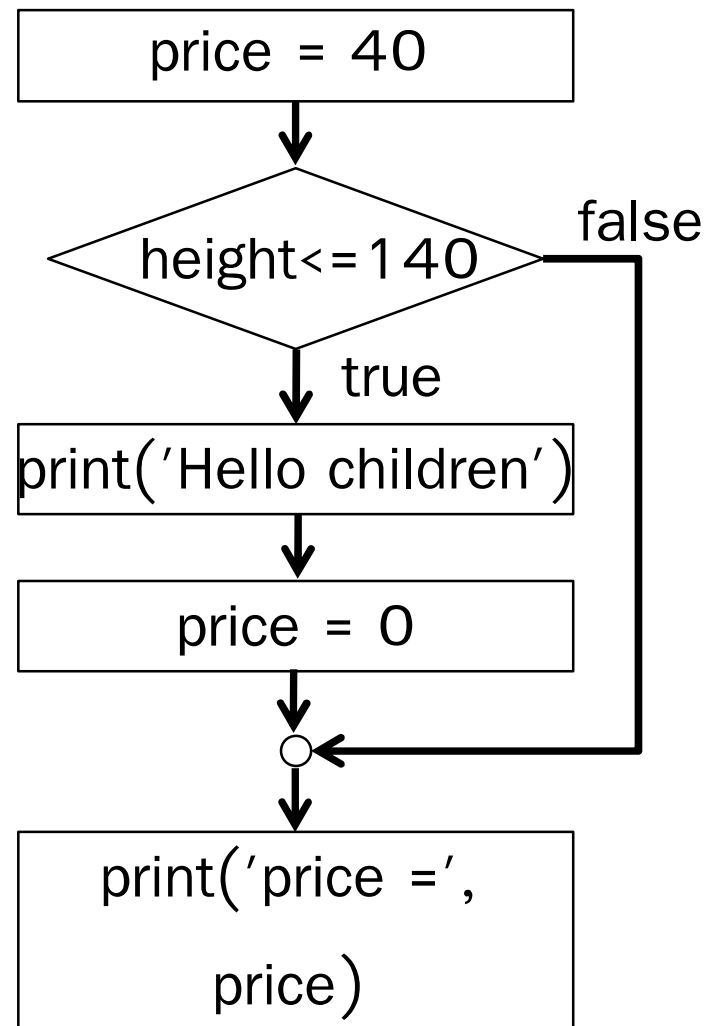 price = 40
height<=140
false
true
print('Hello children')
price = 0
print('price =',
price)